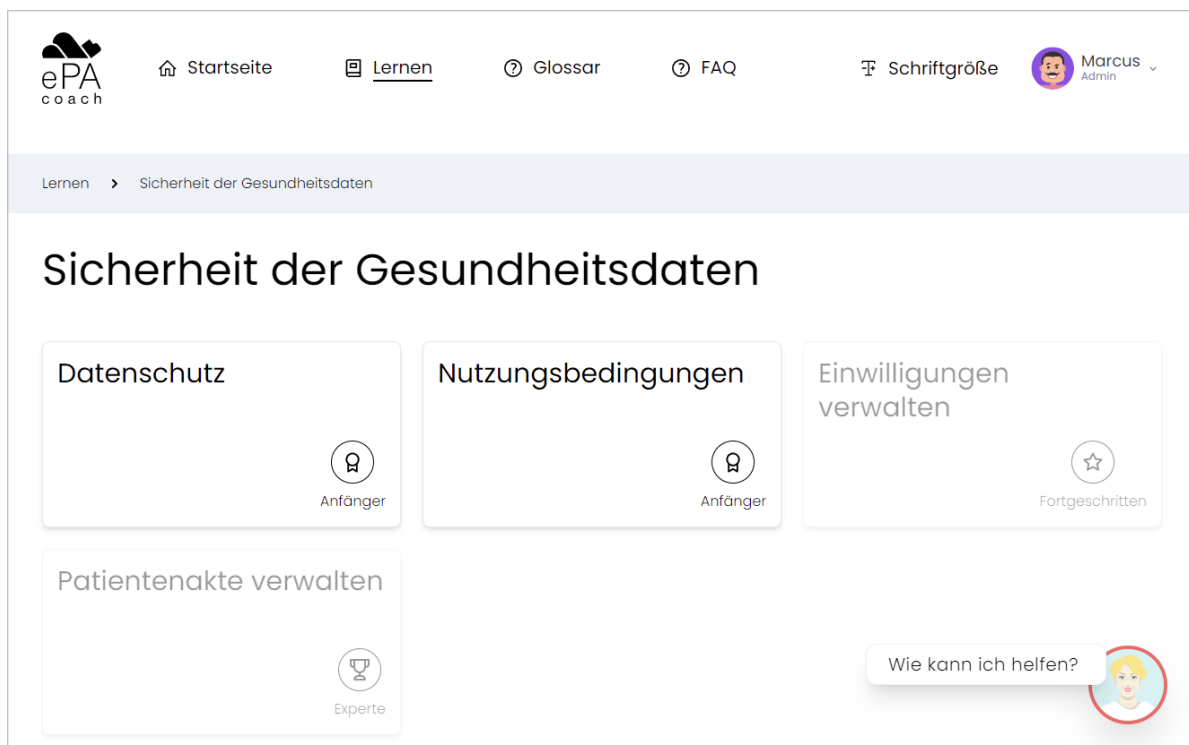 ePA
coach
Startseite
Lernen
Glossar
FAQ
Schriftgröße
Marcus
Admin
Lernen > Sicherheit der Gesundheitsdaten
Sicherheit der Gesundheitsdaten
Datenschutz
Anfänger
Nutzungsbedingungen
Anfänger
Einwilligungen
verwalten
Fortgeschritten
Patientenakte verwalten
Experte
Wie kann ich helfen?